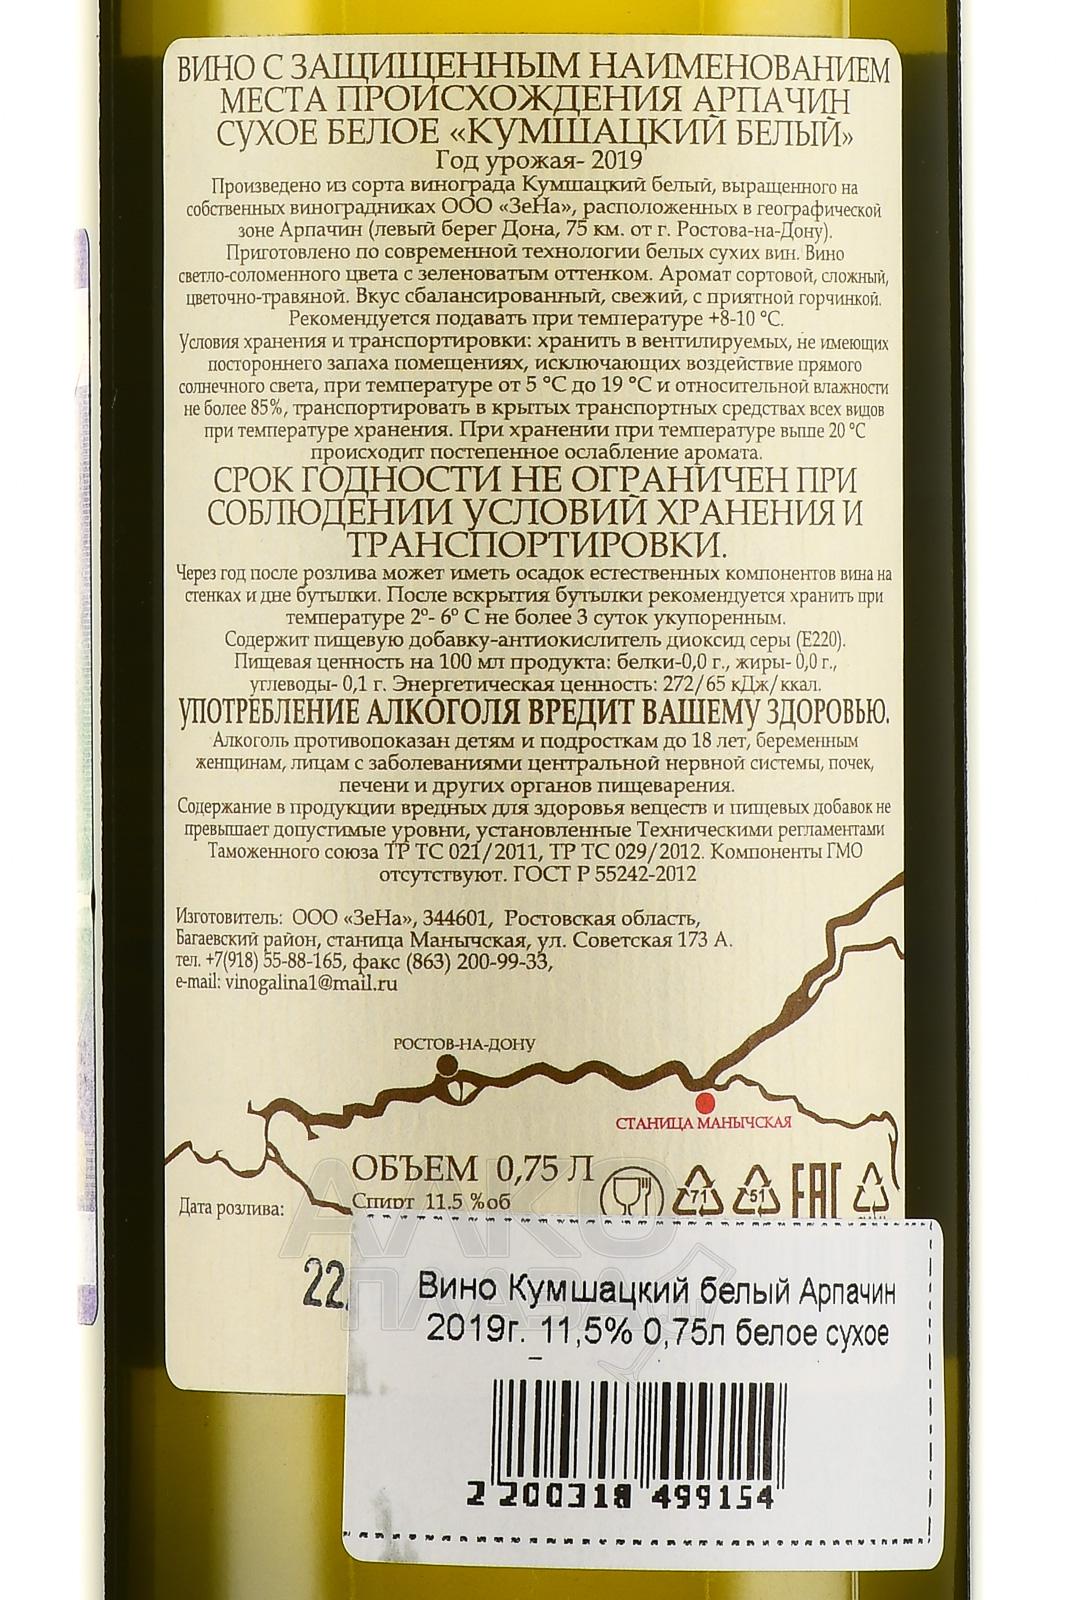 ВИНО С ЗАЩИЩЕННЫМ НАИМЕНОВАНИЕМ
МЕСТА ПРОИСХОЖДЕНИЯ АРПАЧИН
СУХОЕ БЕЛОЕ «КУМШАЦКИЙ БЕЛЫЙ»
Год урожая- 2019
Произведено из сорта винограда Кумшацкий белый, выращенного на
собственных виноградниках ООО «ЗеНа», расположенных в географической
зоне Арпачин (левый берег Дона, 75 км. от г. Ростова-на-Дону).
Приготовлено по современной технологии белых сухих вин. Вино
светло-соломенного цвета с зеленоватым оттенком. Аромат сортовой, сложный,
цветочно-травяной. Вкус сбалансированный, свежий, с приятной горчинкой.
Рекомендуется подавать при температуре +8-10 °С.
Условия хранения и транспортировки: хранить в вентилируемых, не имеющих
постороннего запаха помещениях, исключающих воздействие прямого
солнечного света, при температуре от 5 °С до 19 °С и относительной влажности
не более 85%, транспортировать в крытых транспортных средствах всех видов
при температуре хранения. При хранении при температуре выше 20 °С
происходит постепенное ослабление аромата.
СРОК ГОДНОСТИ НЕ ОГРАНИЧЕН ПРИ
СОБЛЮДЕНИИ УСЛОВИЙ ХРАНЕНИЯ И
ТРАНСПОРТИРОВКИ.
Через год после розлива может иметь осадок естественных компонентов вина на
стенках и дне бутылки. После вскрытия бутылки рекомендуется хранить при
температуре 2°- 6° С не более 3 суток укупоренным.
Содержит пищевую добавку-антиокислитель диоксид серы (Е220).
Пищевая ценность на 100 мл продукта: белки-0,0 г., жиры- 0,0 г.,
углеводы- 0,1 г. Энергетическая ценность: 272/65 кДж/ккал.
УПОТРЕБЛЕНИЕ АЛКОГОЛЯ ВРЕДИТ ВАШЕМУ ЗДОРОВЬЮ.
Алкоголь противопоказан детям и подросткам до 18 лет, беременным
женщинам, лицам с заболеваниями центральной нервной системы, почек,
печени и других органов пищеварения.
Содержание в продукции вредных для здоровья веществ и пищевых добавок не
превышает допустимые уровни, установленные Техническими регламентами
Таможенного союза ТР ТС 021/2011, ТР ТС 029/2012. Компоненты ГМО
отсутствуют. ГОСТ Р 55242-2012
Изготовитель: ООО «ЗеНа», 344601, Ростовская область,
Багаевский район, станица Манычская, ул. Советская 173 А.
тел. +7(918) 55-88-165, факс (863) 200-99-33,
e-mail: vinogalina1@mail.ru
РОСТОВ-НА-ДОНУ
СТАНИЦА МАНЫЧСКАЯ
ОБЪЕМ 0,75 Л
Спирт 11.5 %об
71 51 EAC
Дата розлива:
22.
АЛКО
ПЛАЗА
Вино Кумшацкий белый Арпачин
2019г. 11,5% 0,75л белое сухое
2 200318 499154